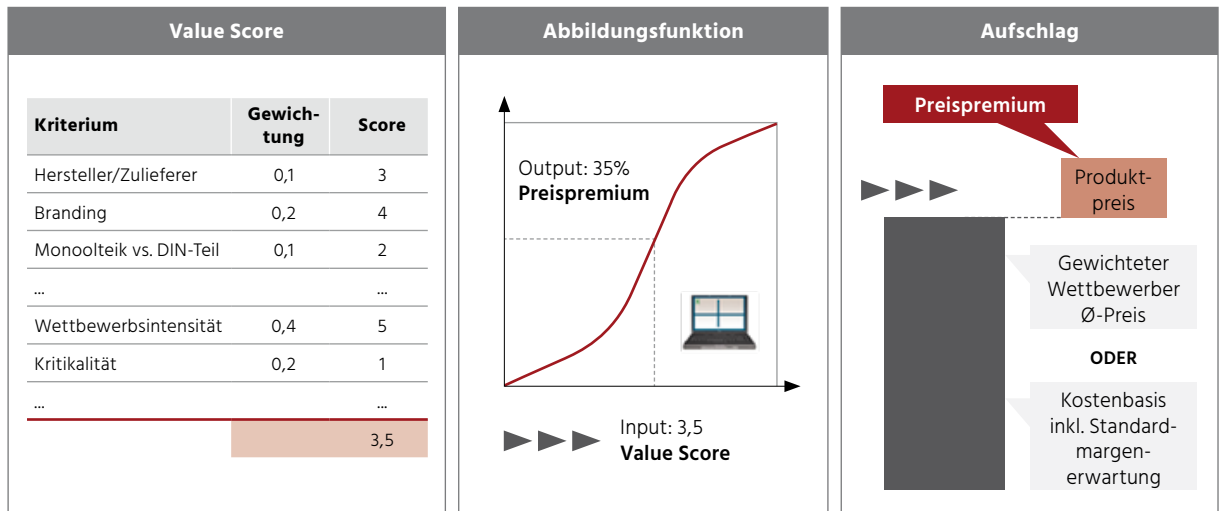 Value Score
Kriterium
Gewich-
tung
Score
Hersteller/Zulieferer 0,1 3
Branding 0,2 4
Monoolteik vs. DIN-Teil 0,1 2
... ...
Wettbewerbsintensität 0,4 5
Kritikalität 0,2 1
... ...
3,5
Abbildungsfunktion
Output: 35%
Preispremium
Input: 3,5
Value Score
Aufschlag
Preispremium
Produkt-
preis
Gewichteter
Wettbewerber
Ø-Preis
ODER
Kostenbasis
inkl. Standard-
margen-
erwartung